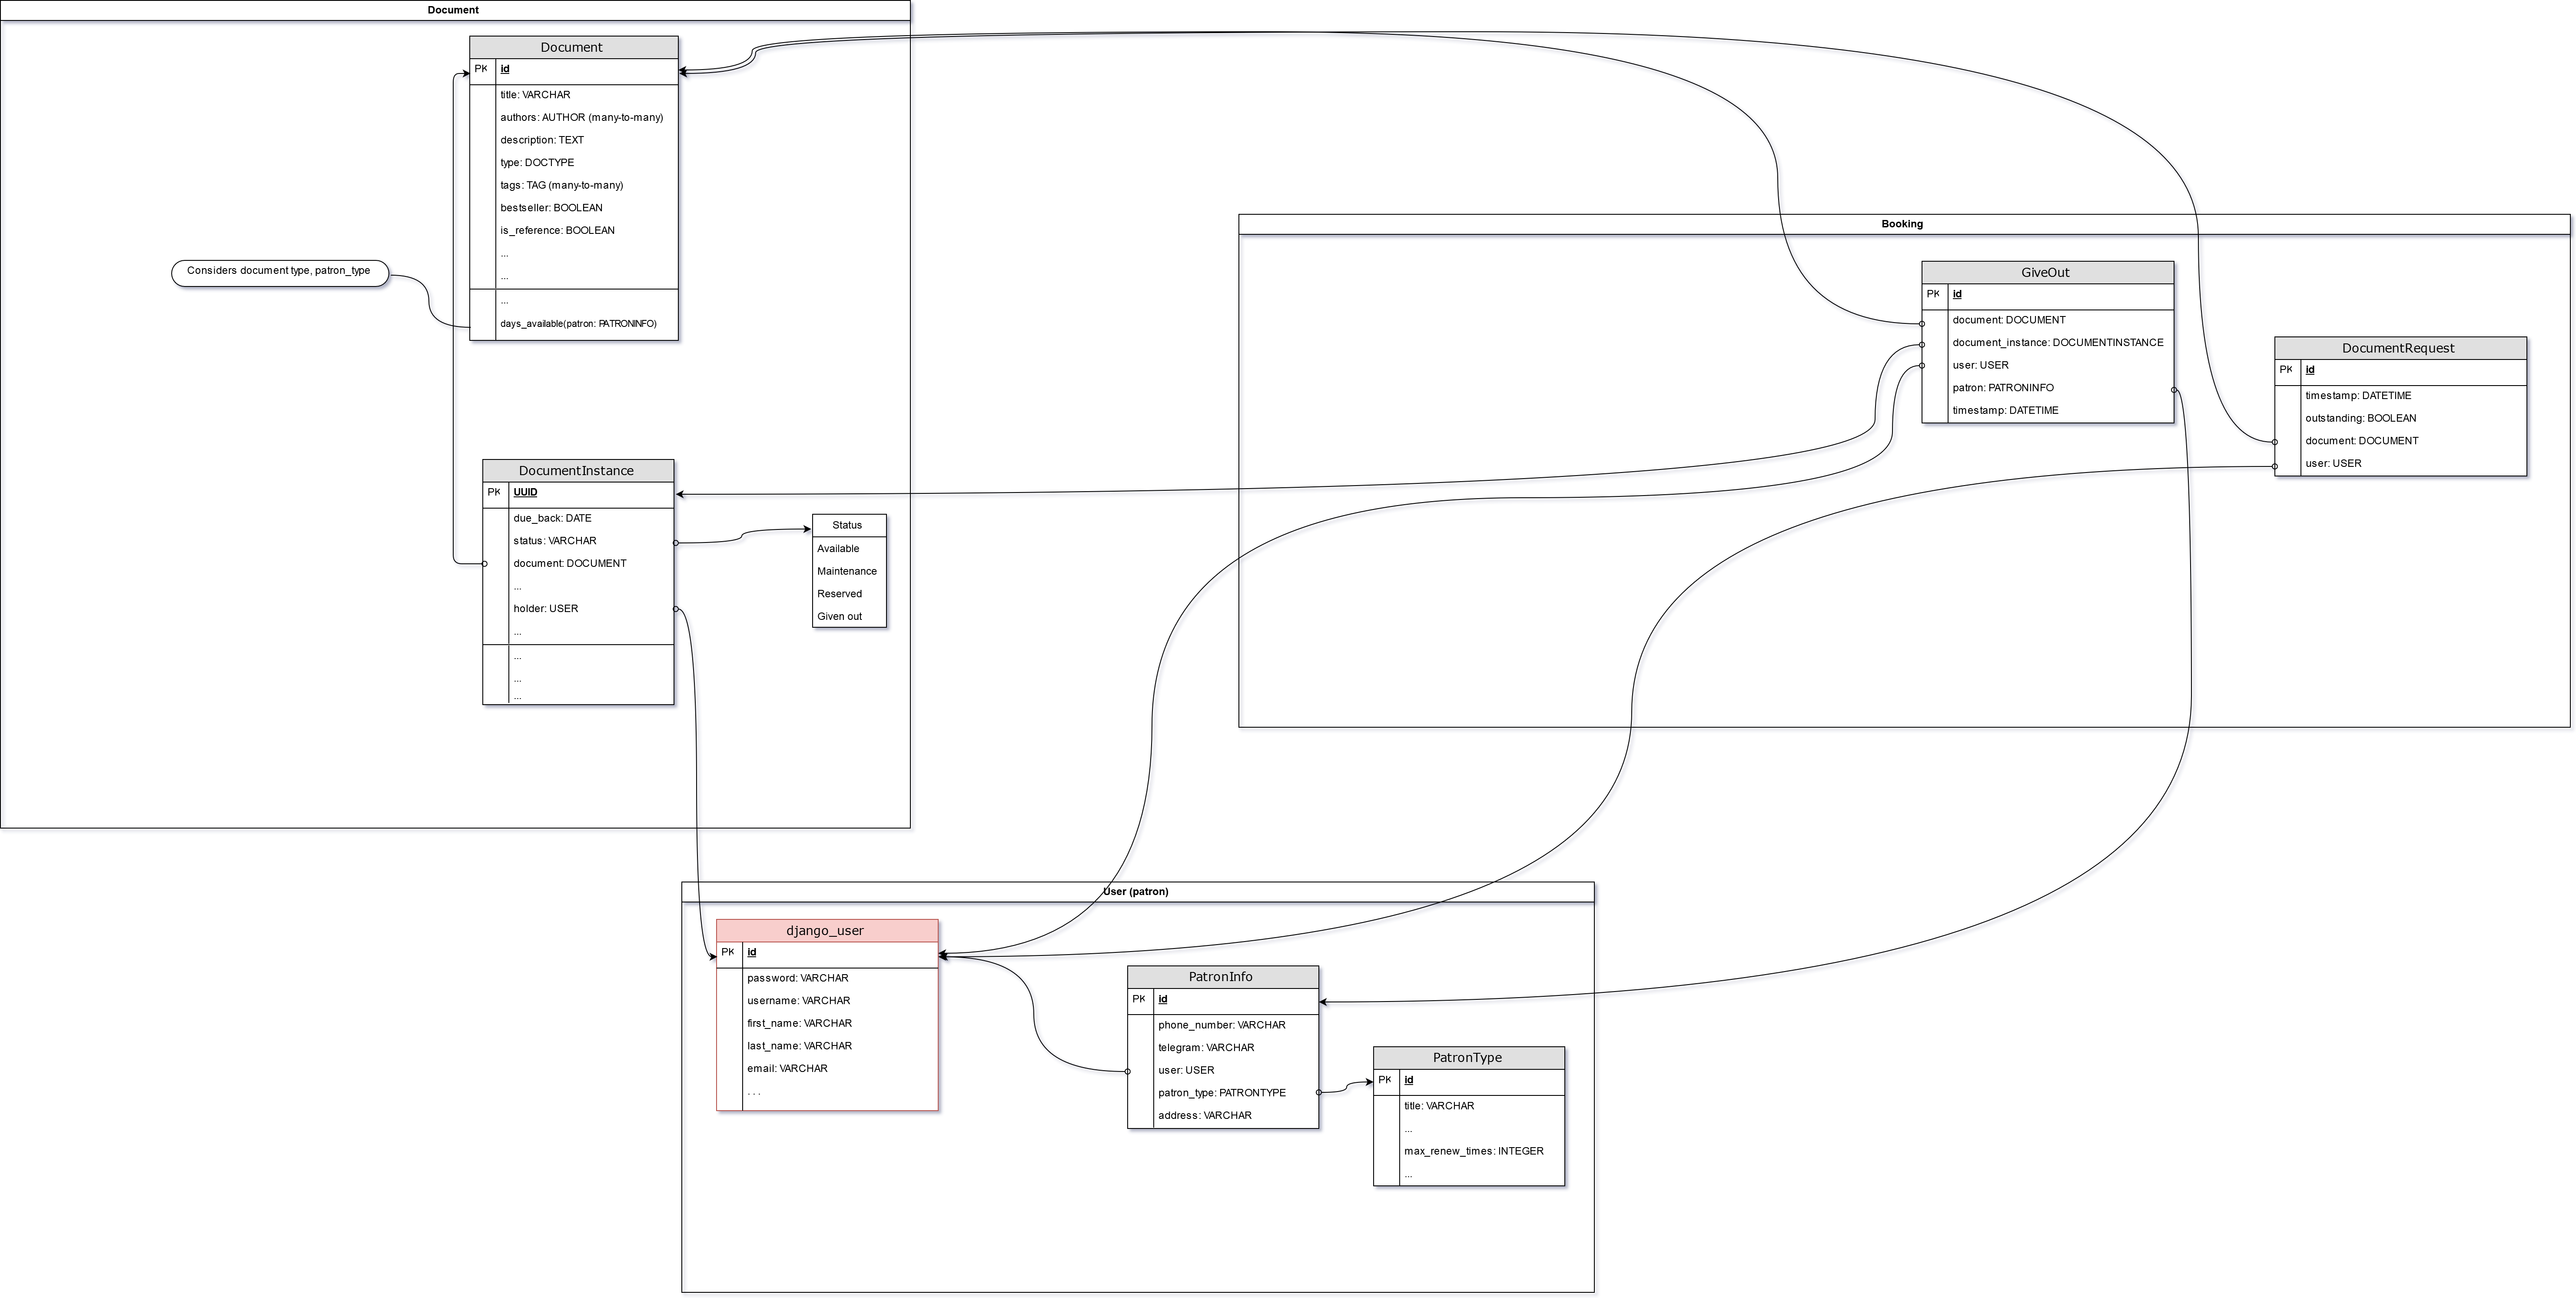 Document
Document
PK
id
title: VARCHAR
authors: AUTHOR (many-to-many)
description: TEXT
type: DOCTYPE
tags: TAG (many-to-many)
bestseller: BOOLEAN
is_reference: BOOLEAN
...
...
...
days_available(patron: PATRONINFO)
Considers document type, patron_type
DocumentInstance
PK
UUID
due_back: DATE
status: VARCHAR
document: DOCUMENT
...
holder: USER
...
...
...
...
Status
Available
Maintenance
Reserved
Given out
Booking
GiveOut
PK
id
document: DOCUMENT
document_instance: DOCUMENTINSTANCE
user: USER
patron: PATRONINFO
timestamp: DATETIME
DocumentRequest
PK
id
timestamp: DATETIME
outstanding: BOOLEAN
document: DOCUMENT
user: USER
User (patron)
django_user
PK
id
password: VARCHAR
username: VARCHAR
first_name: VARCHAR
last_name: VARCHAR
email: VARCHAR
. . .
PatronInfo
PK
id
phone_number: VARCHAR
telegram: VARCHAR
user: USER
patron_type: PATRONTYPE
address: VARCHAR
PatronType
PK
id
title: VARCHAR
...
max_renew_times: INTEGER
...